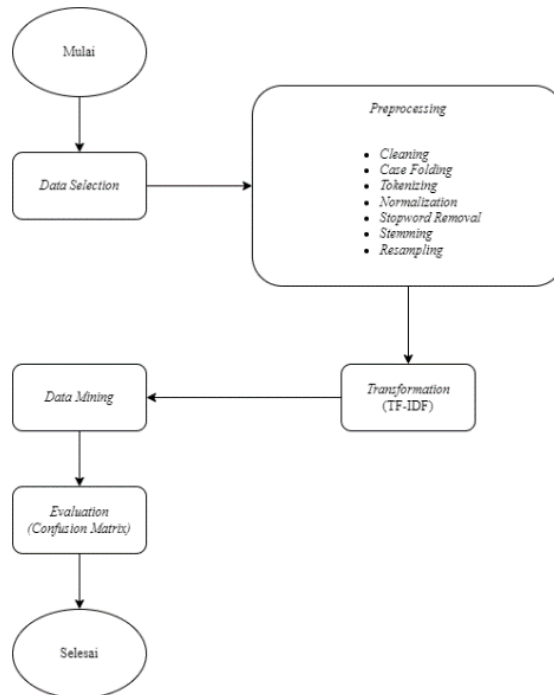 Mulai
Data Selection
Preprocessing
Cleaning
Case Folding
Tokenizing
Normalization
Stopword Removal
Stemming
Resampling
Transformation
(TF-IDF)
Data Mining
Evaluation
(Confusion Matrix)
Selesai